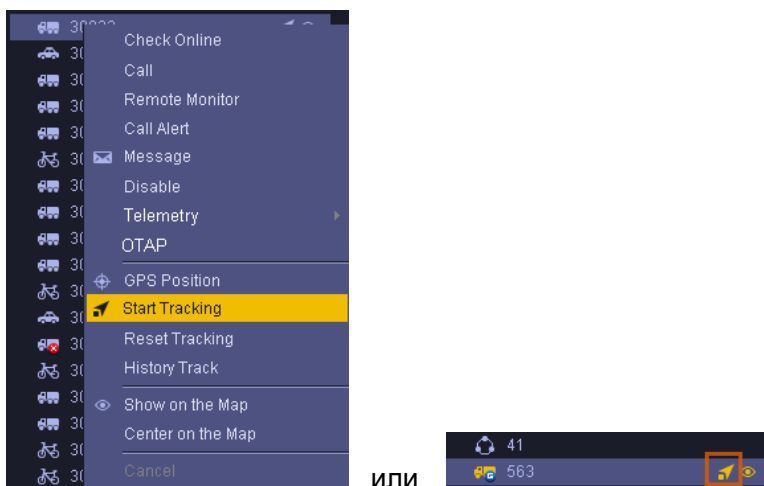 Check Online
Call
Remote Monitor
Call Alert
Message
Disable
Telemetry
OTAP
GPS Position
Start Tracking
Reset Tracking
History Track
Show on the Map
Center on the Map
Cancel
или
41
563